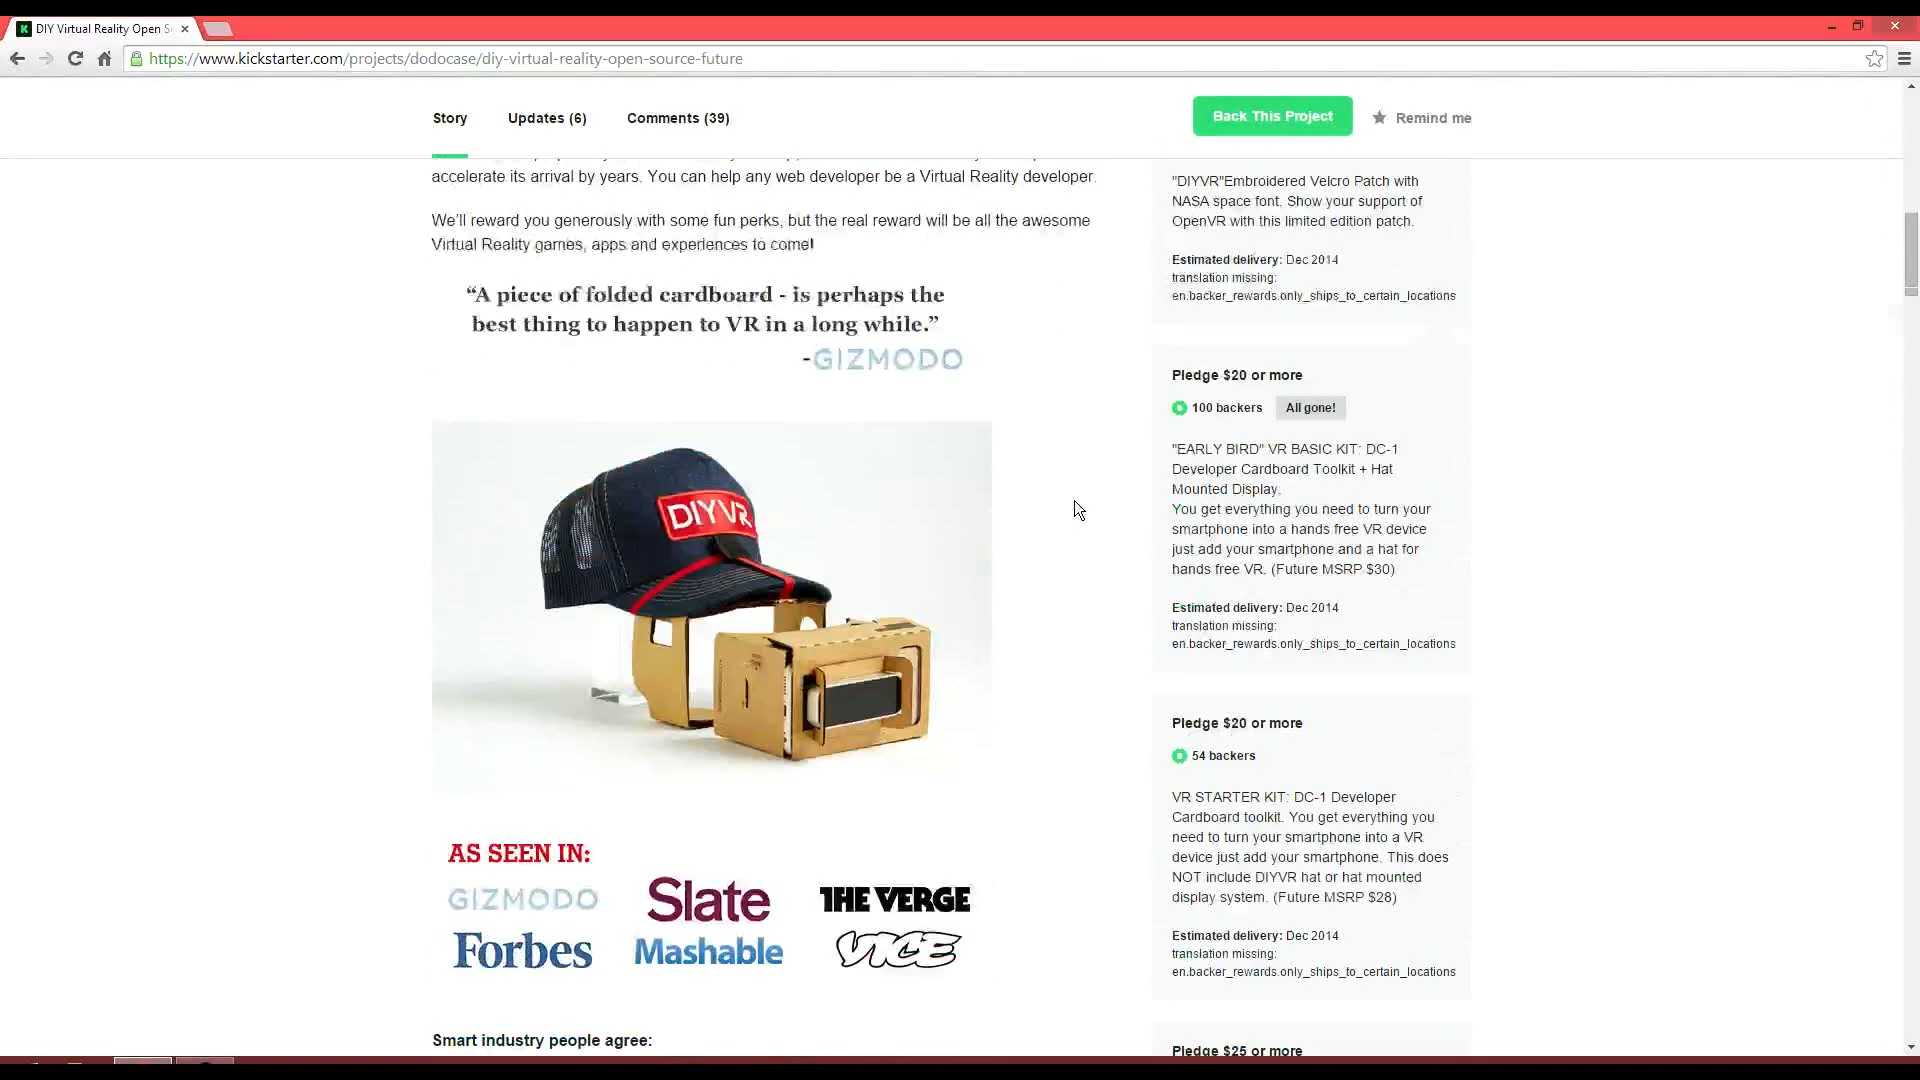 DIY Virtual Reality Open S
https://www.kickstarter.com/projects/dodocase/diy-virtual-reality-open-source-future
Story
Updates (6)
Comments (39)
Back This Project
Remind me
accelerate its arrival by years. You can help any web developer be a Virtual Reality developer.
We'll reward you generously with some fun perks, but the real reward will be all the awesome
Virtual Reality games, apps and experiences to come!
“A piece of folded cardboard - is perhaps the
best thing to happen to VR in a long while.”
-GIZMODO
DIYVR
AS SEEN IN:
GIZMODO
Slate
THE VERGE
Forbes
Mashable
VICE
Smart industry people agree:
"DIYVR"Embroidered Velcro Patch with
NASA space font. Show your support of
OpenVR with this limited edition patch.
Estimated delivery: Dec 2014
translation missing:
en.backer_rewards.only_ships_to_certain_locations
Pledge $20 or more
100 backers
All gone!
"EARLY BIRD" VR BASIC KIT: DC-1
Developer Cardboard Toolkit + Hat
Mounted Display.
You get everything you need to turn your
smartphone into a hands free VR device
just add your smartphone and a hat for
hands free VR. (Future MSRP $30)
Estimated delivery: Dec 2014
translation missing:
en.backer_rewards.only_ships_to_certain_locations
Pledge $20 or more
54 backers
VR STARTER KIT: DC-1 Developer
Cardboard toolkit. You get everything you
need to turn your smartphone into a VR
device just add your smartphone. This does
NOT include DIYVR hat or hat mounted
display system. (Future MSRP $28)
Estimated delivery: Dec 2014
translation missing:
en.backer_rewards.only_ships_to_certain_locations
Pledge $25 or more